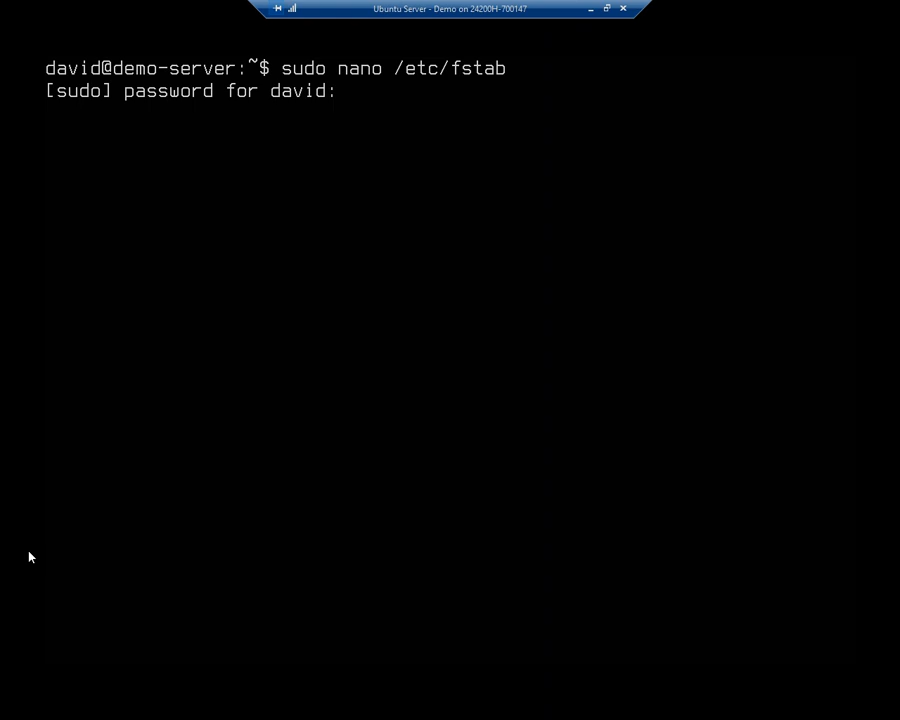 Ubuntu Server - Demo on 24200H-700147
david@demo-server:~$ sudo nano /etc/fstab
[sudo] password for david: